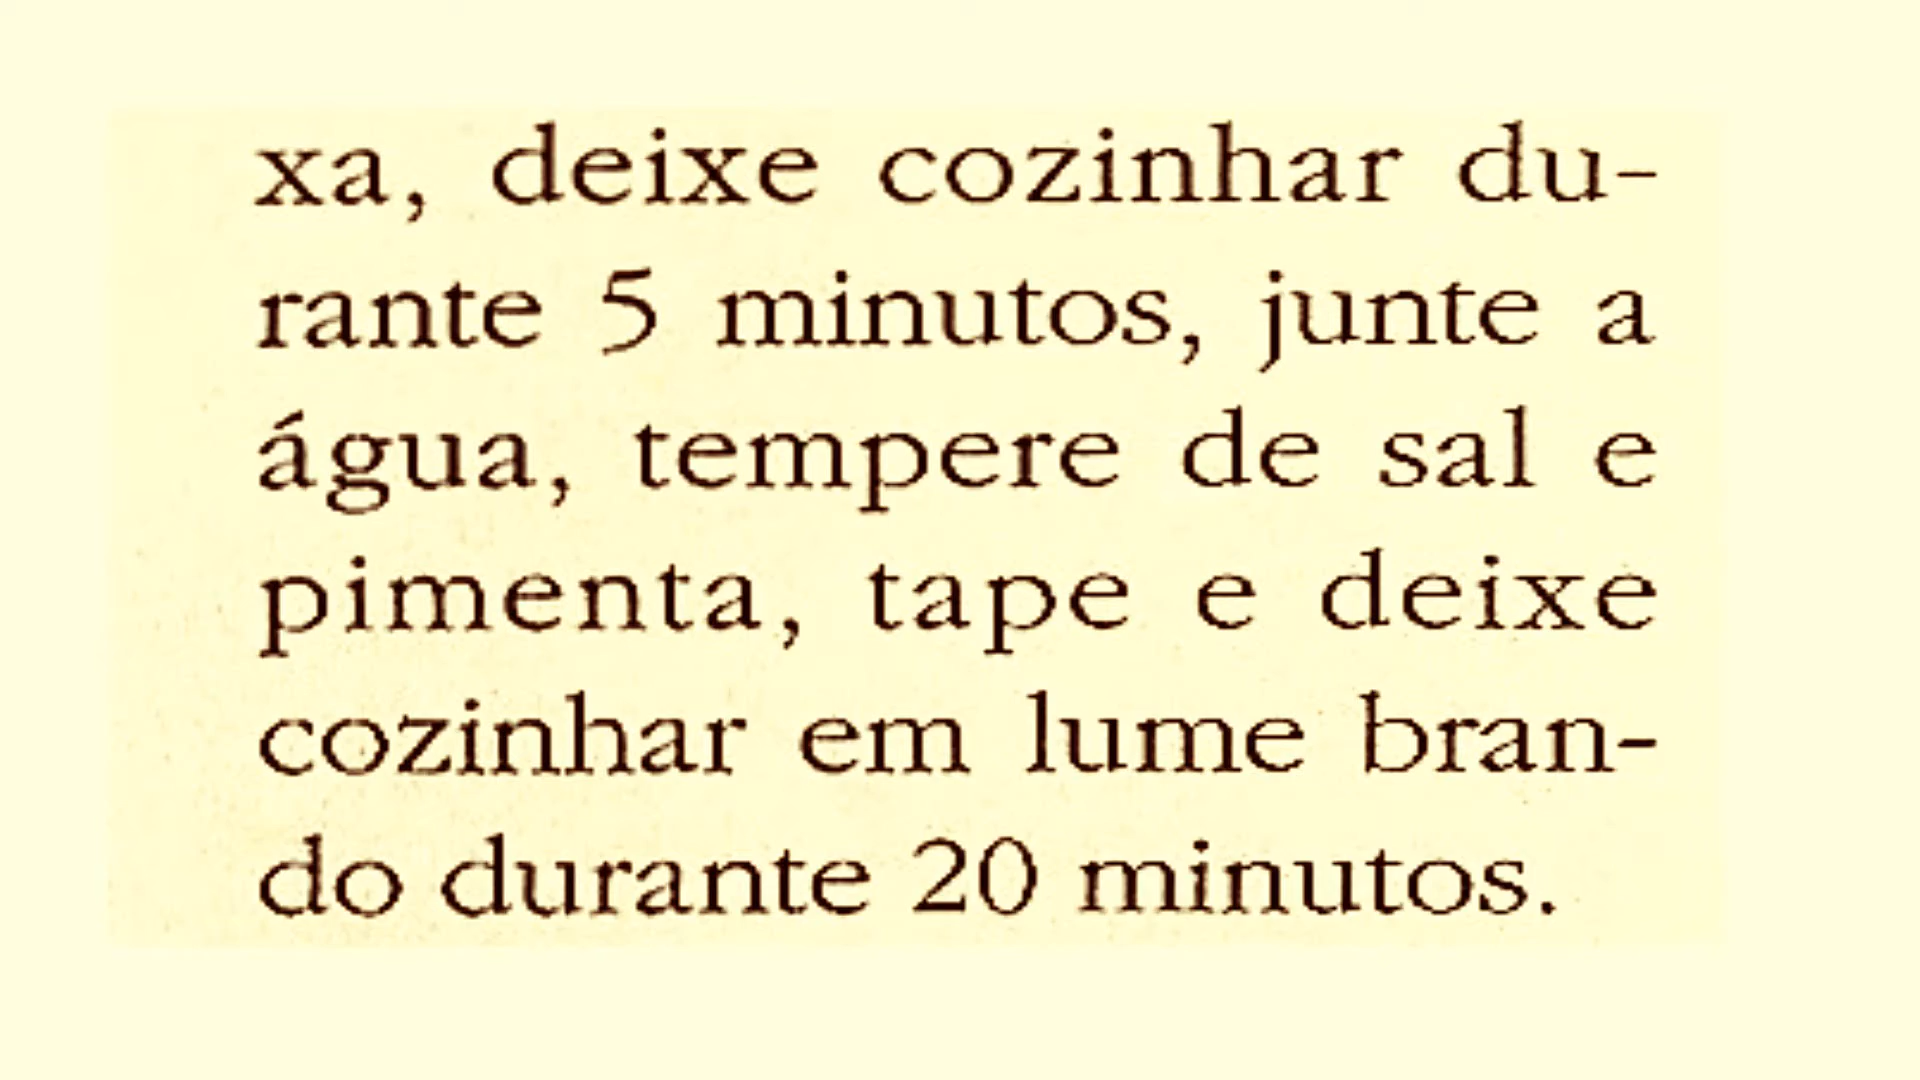 xa, deixe cozinhar du-
rante 5 minutos, junte a
água, tempere de sal e
pimenta, tape e deixe
cozinhar em lume bran-
do durante 20 minutos.